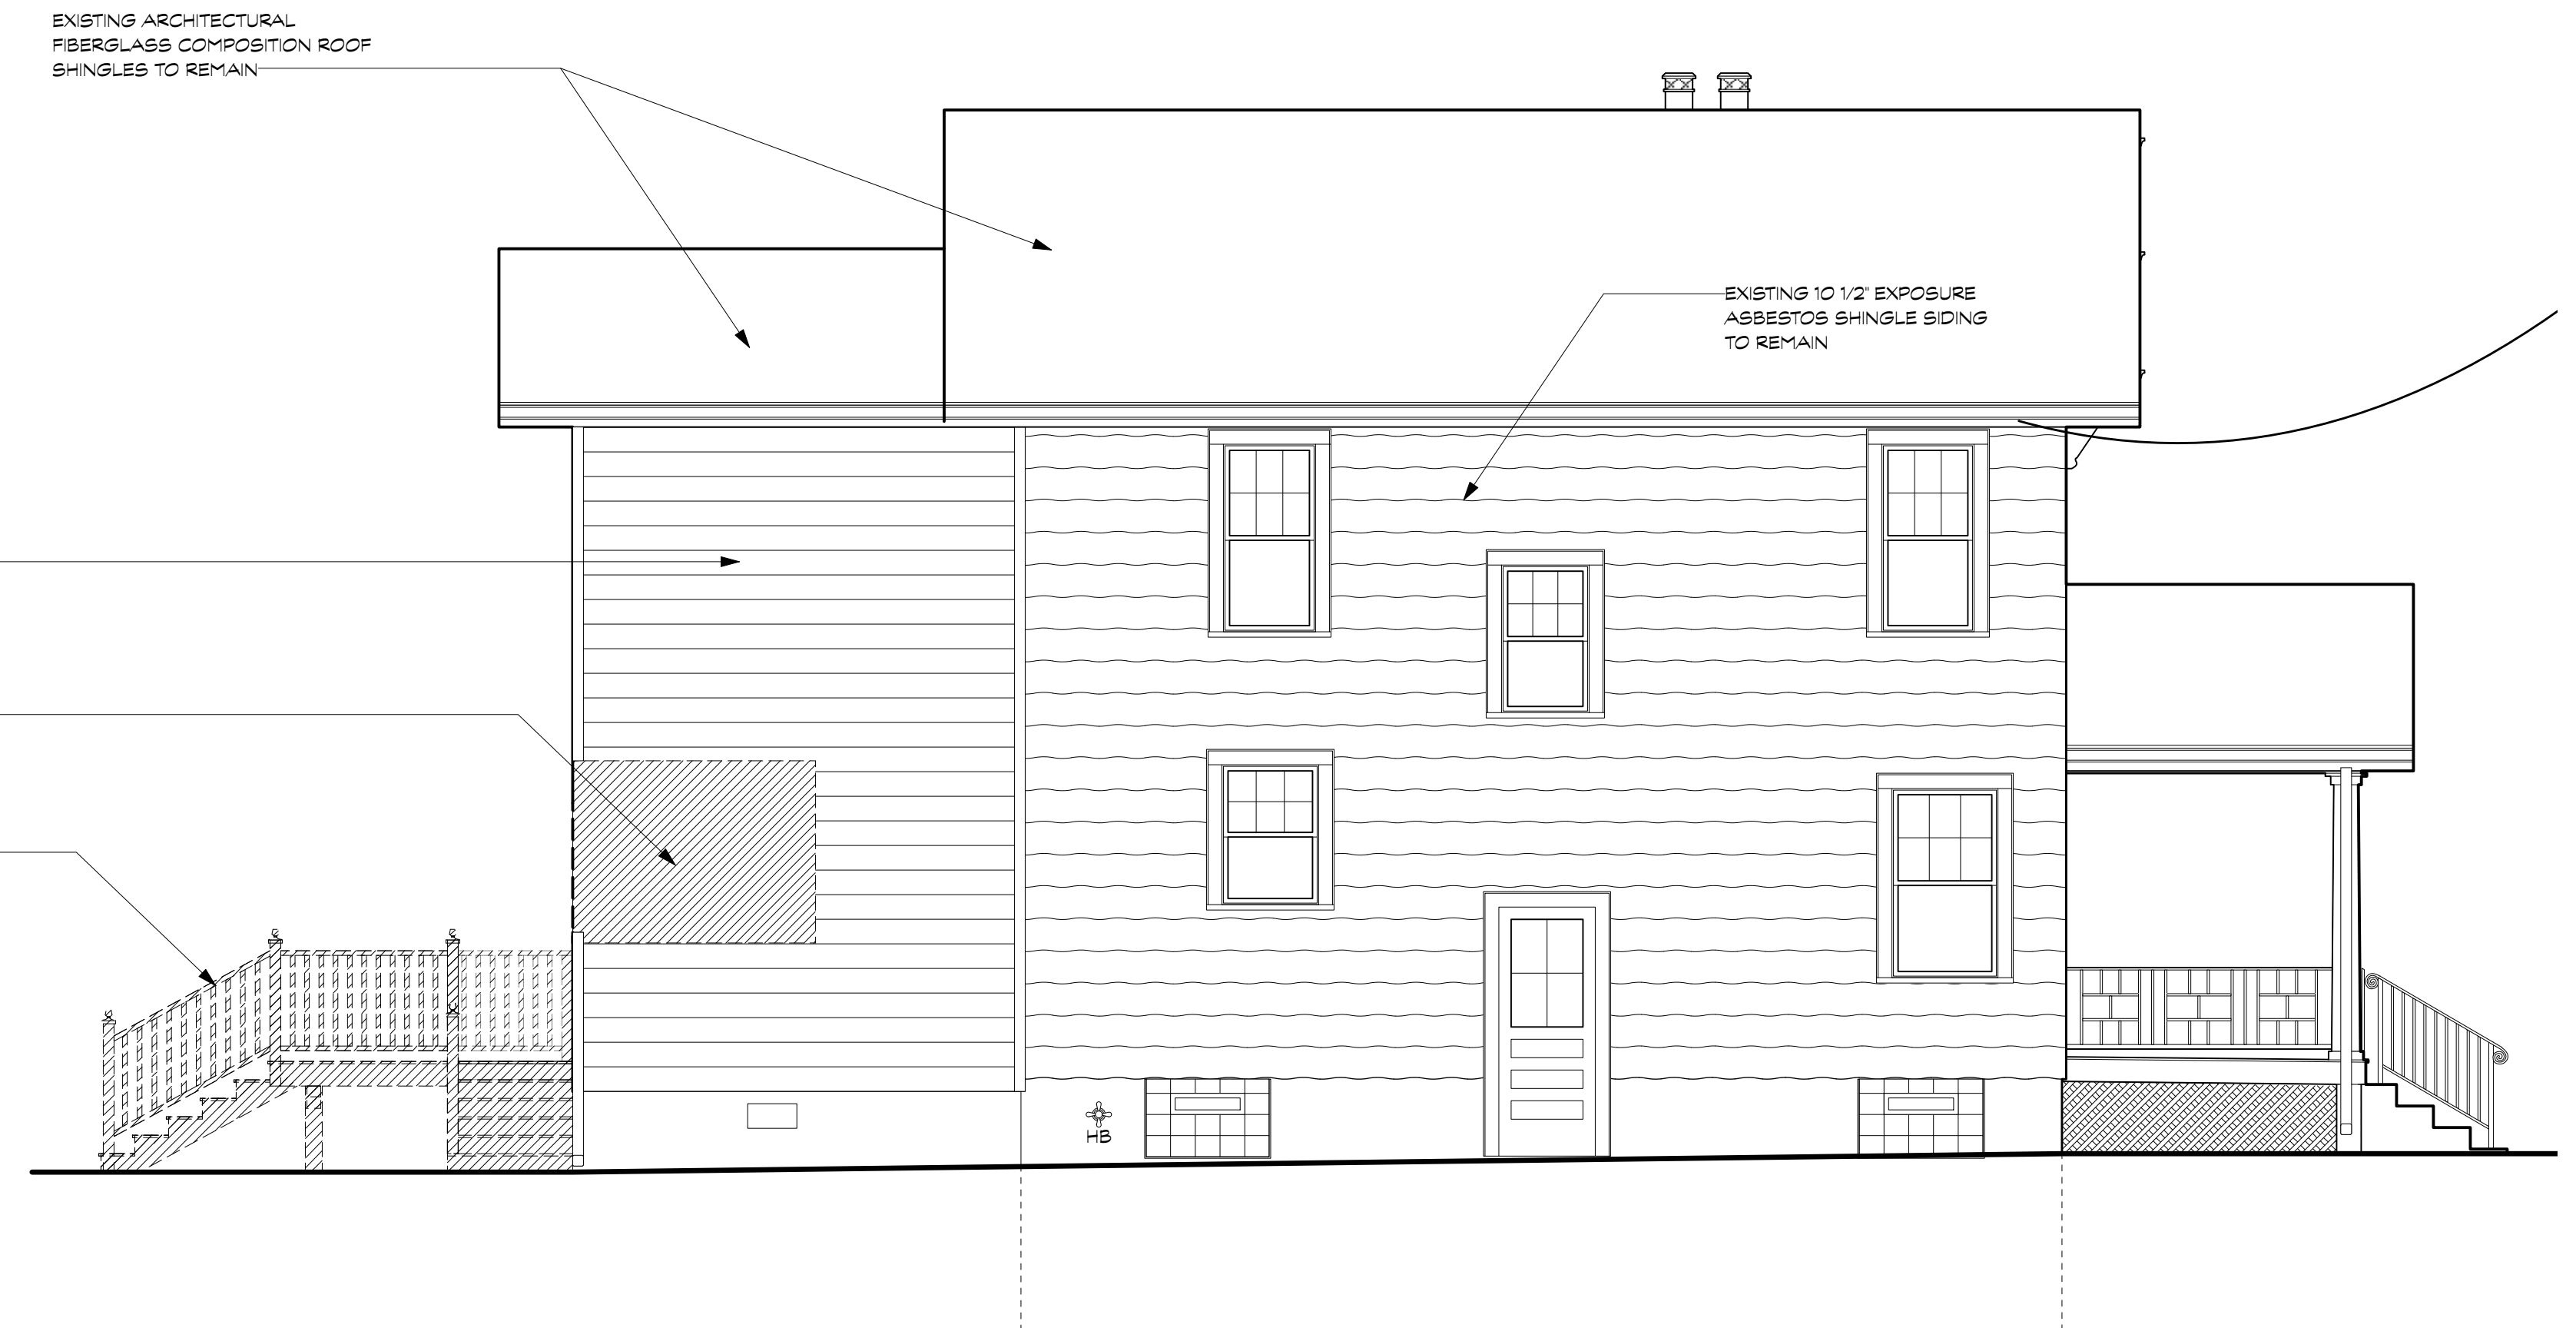 EXISTING ARCHITECTURAL
FIBERGLASS COMPOSITION ROOF
SHINGLES TO REMAIN
EXISTING 10 1/2" EXPOSURE
ASBESTOS SHINGLE SIDING
TO REMAIN
HB